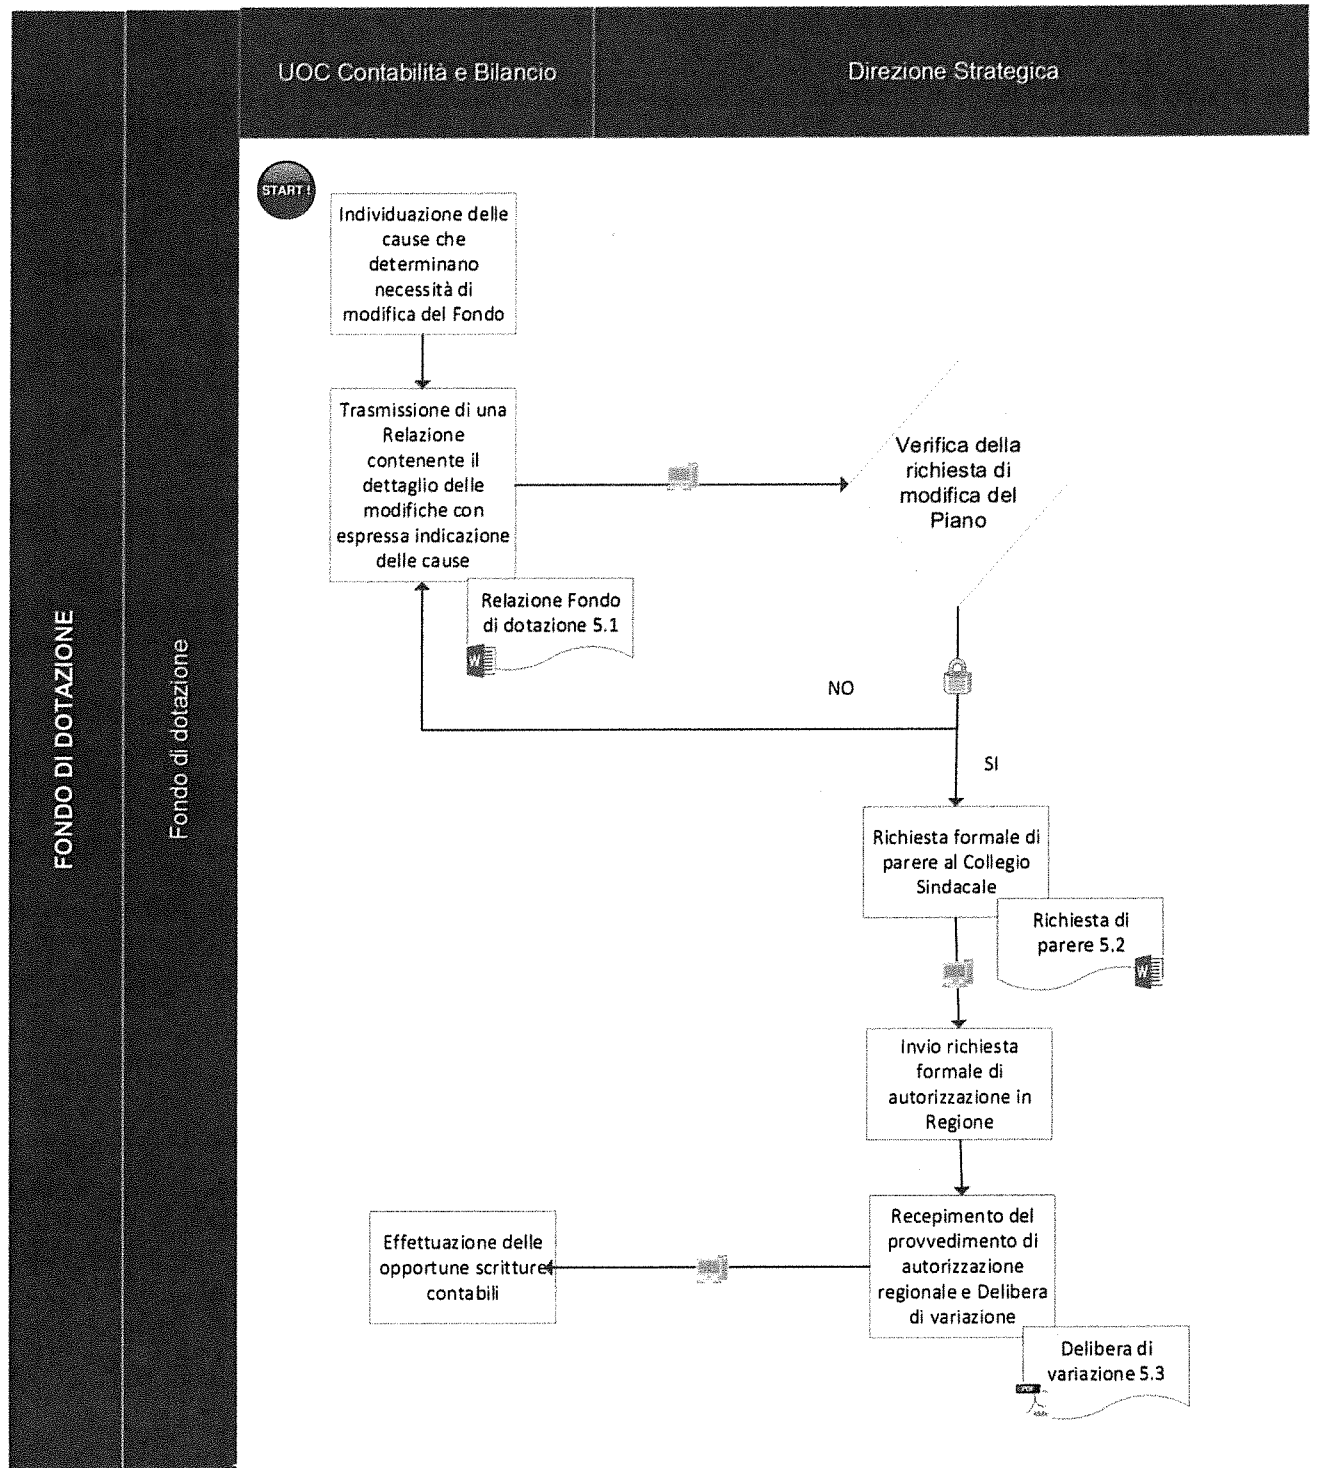 UOC Contabilità e Bilancio
Direzione Strategica
FONDO DI DOTAZIONE
Fondo di dotazione
START !
Individuazione delle
cause che
determinano
necessità di
modifica del Fondo
Trasmissione di una
Relazione
contenente il
dettaglio delle
modifiche con
espressa indicazione
delle cause
Relazione Fondo
di dotazione 5.1
W
Verifica della
richiesta di
modifica del
Piano
NO
SI
Richiesta formale di
parere al Collegio
Sindacale
Richiesta di
parere 5.2
W
Invio richiesta
formale di
autorizzazione in
Regione
Recepimento del
provvedimento di
autorizzazione
regionale e Delibera
di variazione
Delibera di
variazione 5.3
PDF
Effettuazione delle
opportune scritture
contabili